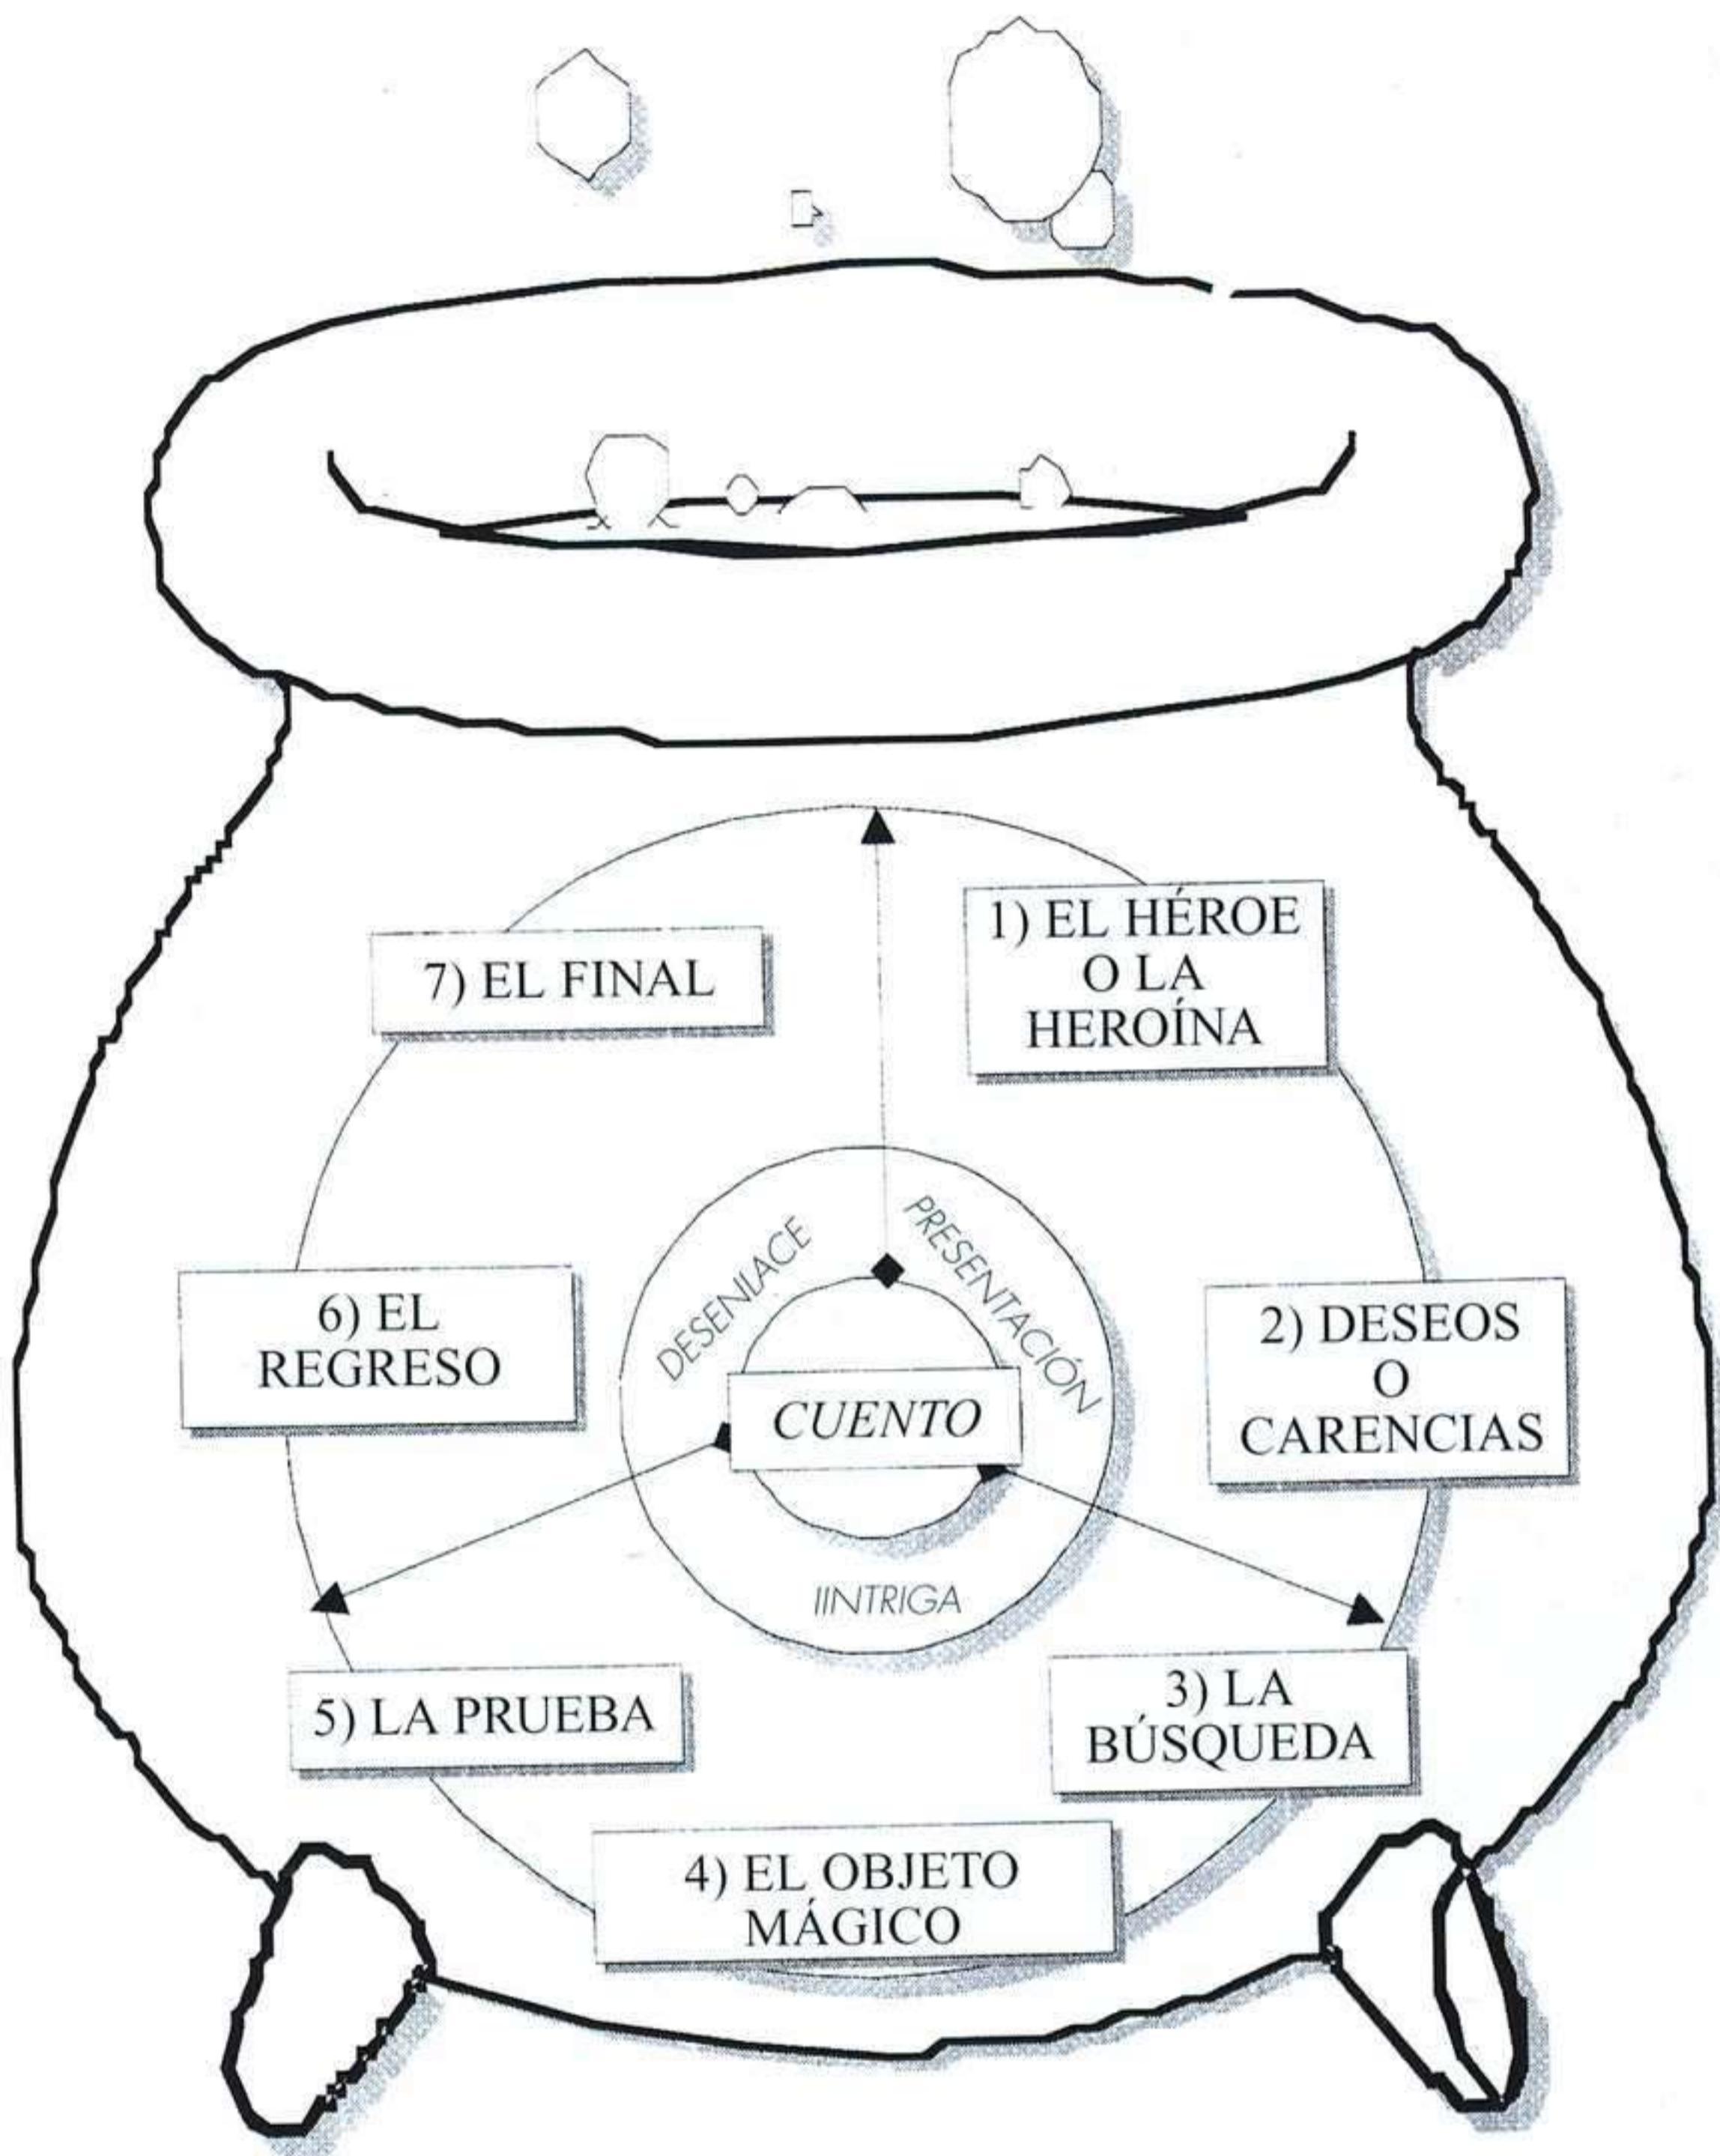 1) EL HÉROE
O LA
HEROÍNA
2) DESEOS
O
CARENCIAS
3) LA
BÚSQUEDA
4) EL OBJETO
MÁGICO
5) LA PRUEBA
6) EL
REGRESO
7) EL FINAL
PRESENTACIÓN
IINTRIGA
DESENLACE
CUENTO